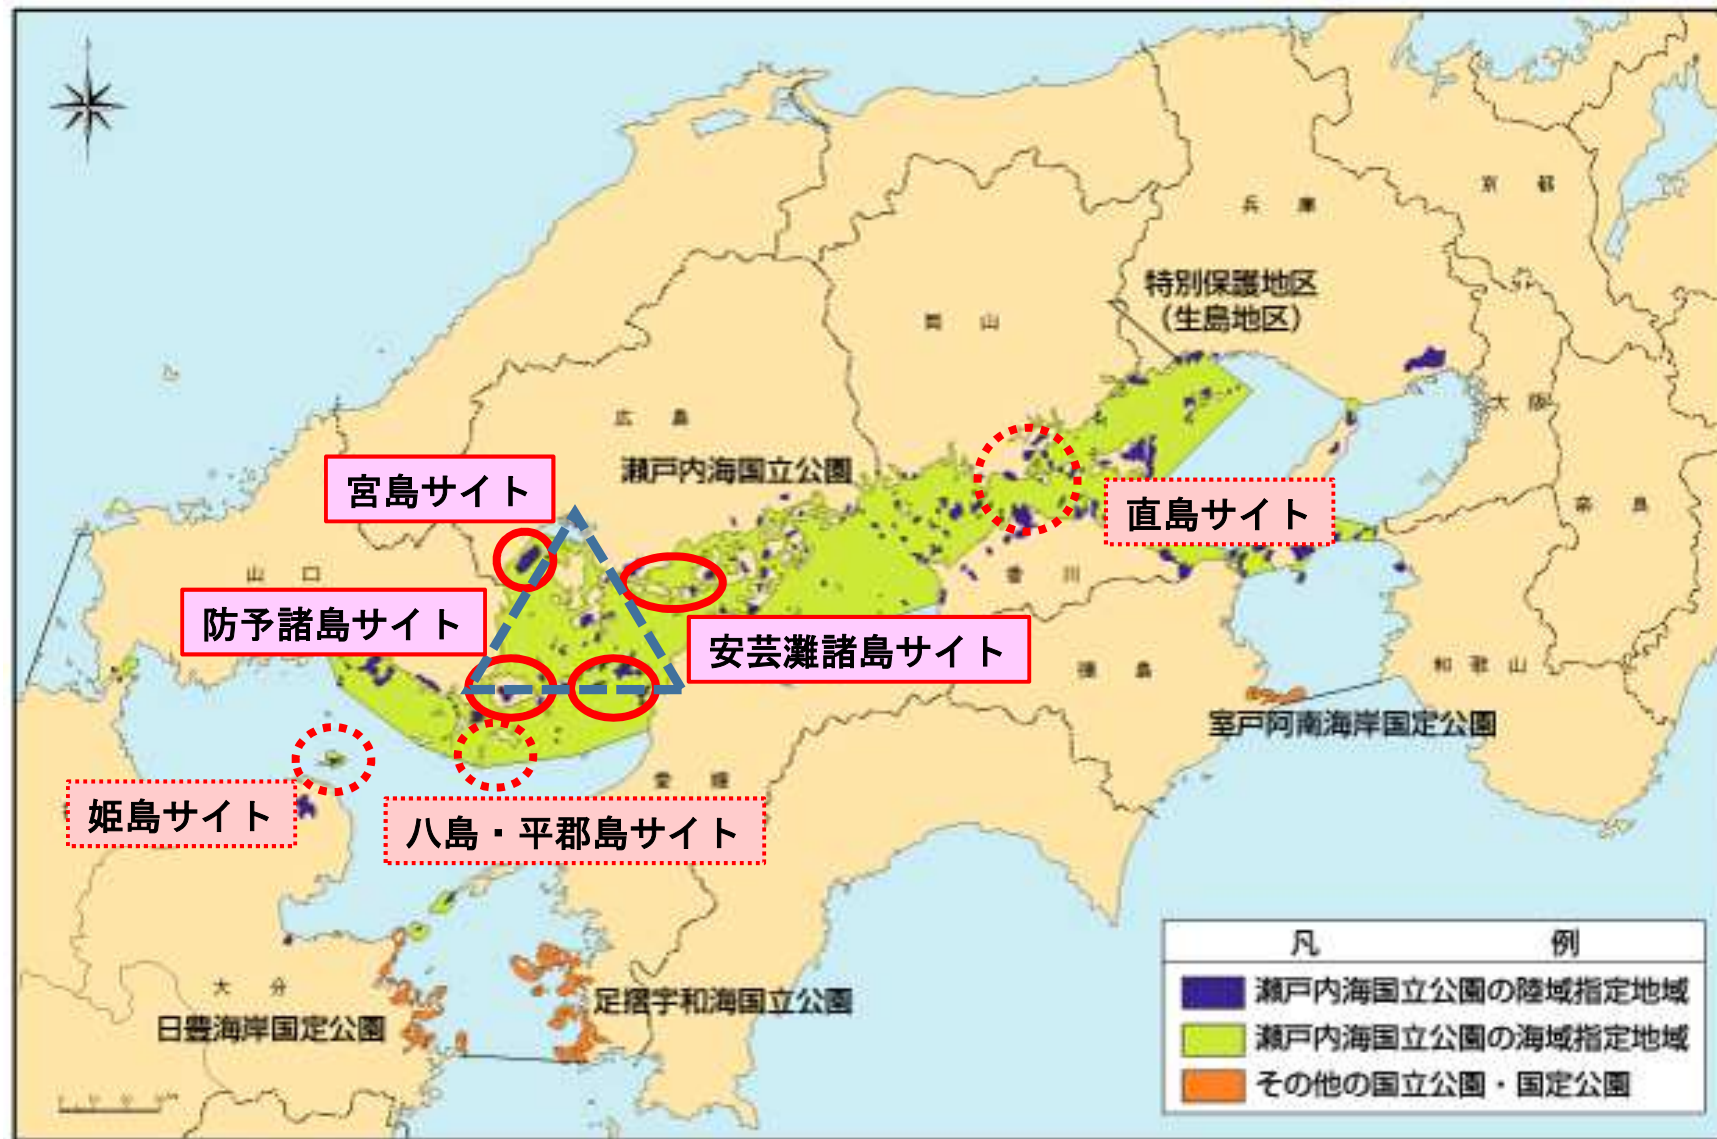 京 都
兵 庫
特別保護地区
(生島地区)
岡 山
大 阪
広 島
瀬戸内海国立公園
宮島サイト
直島サイト
奈 良
山 口
香 川
防予諸島サイト
安芸灘諸島サイト
徳 島
和 歌 山
室戸阿南海岸国定公園
愛 媛
姫島サイト
八島・平郡島サイト
大 分
日豊海岸国定公園
足摺宇和海国立公園
凡 例
瀬戸内海国立公園の陸域指定地域
瀬戸内海国立公園の海域指定地域
その他の国立公園・国定公園